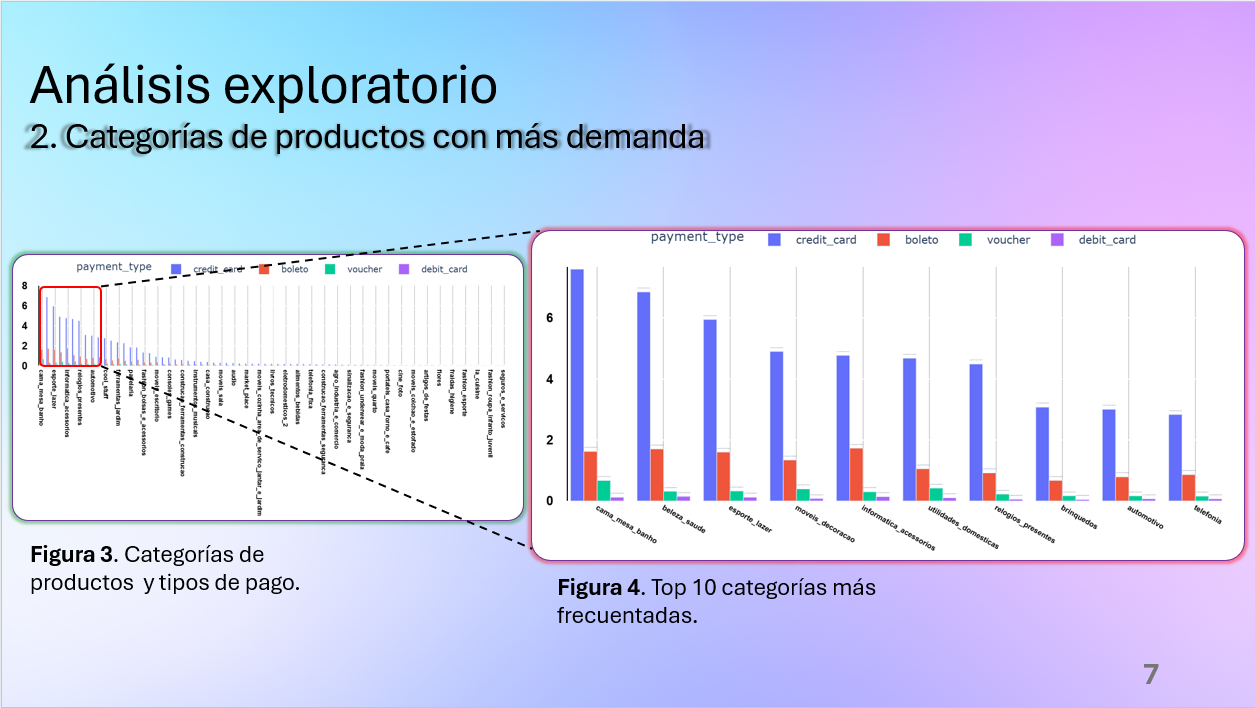 Análisis exploratorio
2. Categorías de productos con más demanda
payment_type credit_card boleto voucher debit_card
8
6
4
2
0
cama_mesa_banho
esporte_lazer
informatica_acessorios
relogios_presentes
automotivo
cool_stuff
ferramentas_jardim
papelaria
fashion_bolsas_e_acessorios
moveis_escritorio
consoles_games
construcao_ferramentas_construcao
instrumentos_musicais
casa_construcao
moveis_sala
audio
market_place
moveis_cozinha_area_de_servico_jantar_e_jardim
livros_tecnicos
eletrodomesticos_2
alimentos_bebidas
telefonia_fixa
construcao_ferramentas_seguranca
agro_industria_e_comercio
sinalizacao_e_seguranca
fashion_underwear_e_moda_praia
moveis_quarto
portateis_casa_forno_e_cafe
cine_foto
moveis_colchao_e_estofado
artigos_de_festas
flores
fraldas_higiene
fashion_esporte
la_cuisine
fashion_roupa_infanto_juvenil
seguros_e_servicos
Figura 3. Categorías de
productos y tipos de pago.
payment_type credit_card boleto voucher debit_card
6
4
2
0
cama_mesa_banho
beleza_saude
esporte_lazer
moveis_decoracao
informatica_acessorios
utilidades_domesticas
relogios_presentes
brinquedos
automotivo
telefonia
Figura 4. Top 10 categorías más
frecuentadas.
7